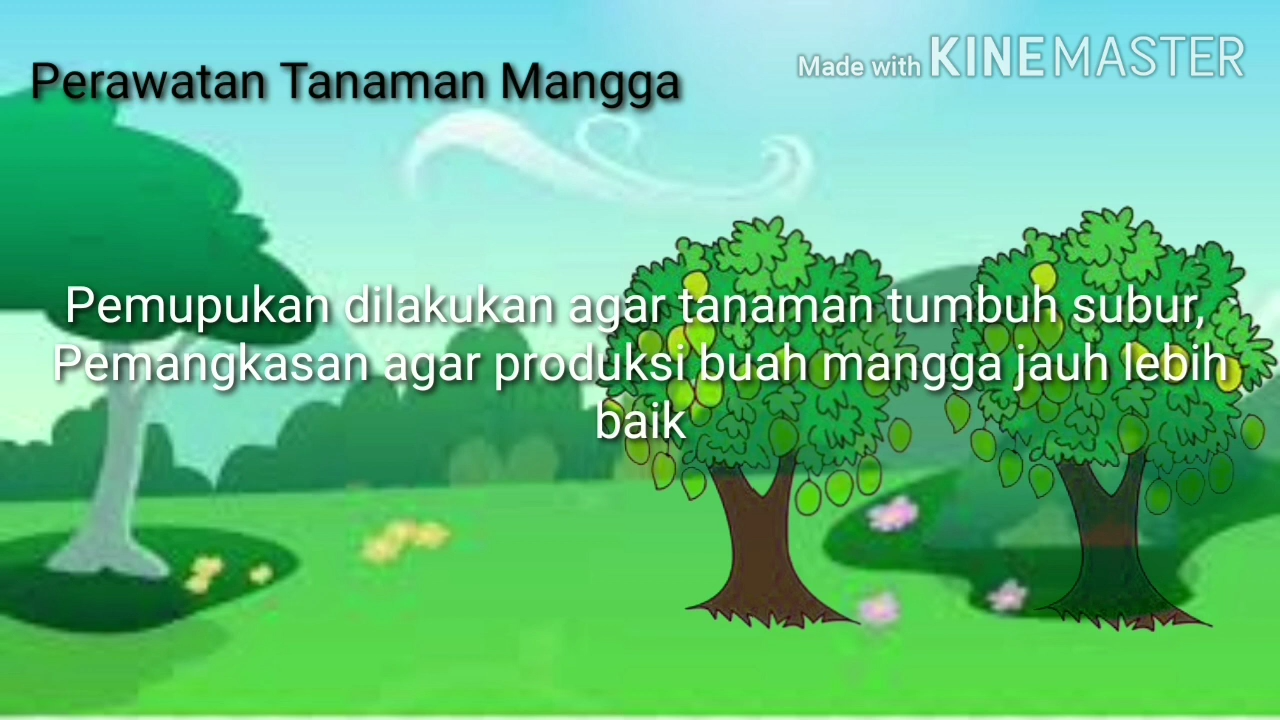 Perawatan Tanaman Mangga
Made with KINEMASTER
Pemupukan dilakukan agar tanaman tumbuh subur,
Pemangkasan agar produksi buah mangga jauh lebih
baik